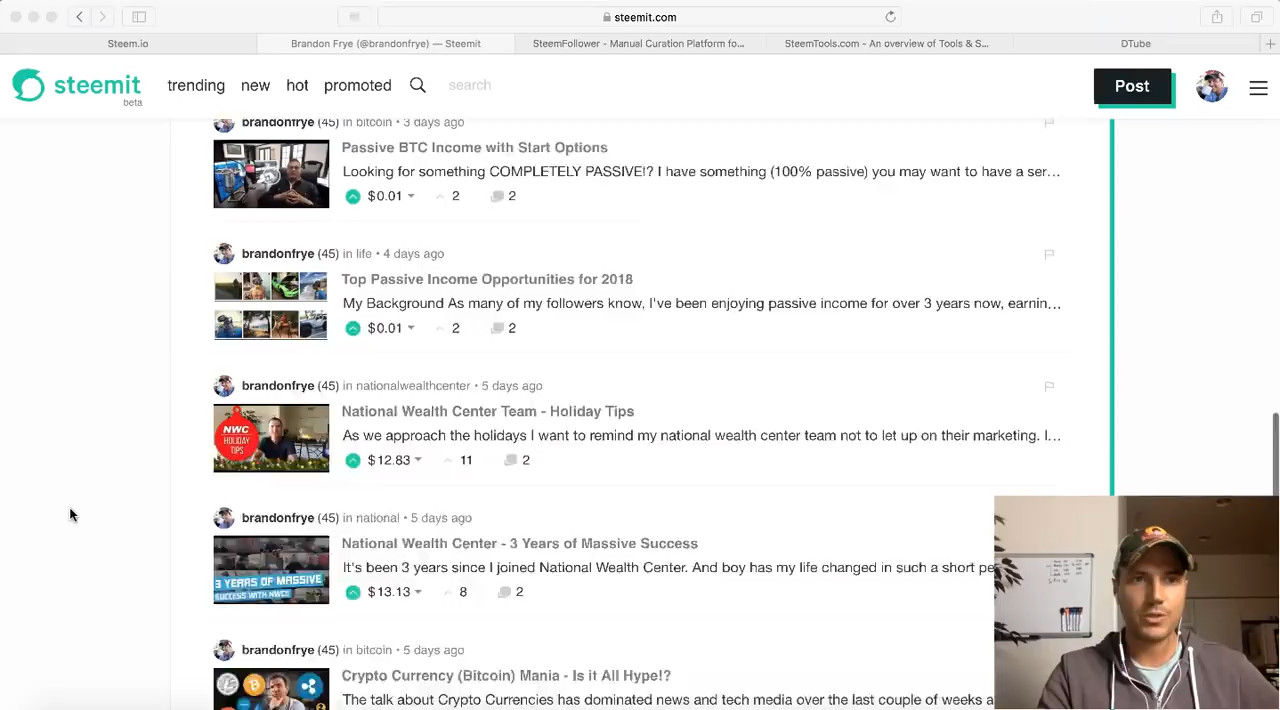 steemit.com
Steem.io
Brandon Frye (@brandonfrye) — Steemit
SteemFollower - Manual Curation Platform fo...
SteemTools.com - An overview of Tools & S...
DTube
steemit
beta
trending new hot promoted search
Post
brandonfrye (45) in bitcoin • 3 days ago
Passive BTC Income with Start Options
Looking for something COMPLETELY PASSIVE!? I have something (100% passive) you may want to have a ser...
$0.01 2 2
brandonfrye (45) in life • 4 days ago
Top Passive Income Opportunities for 2018
My Background As many of my followers know, I've been enjoying passive income for over 3 years now, earnin...
$0.01 2 2
brandonfrye (45) in nationalwealthcenter • 5 days ago
National Wealth Center Team - Holiday Tips
NWC
HOLIDAY
TIPS
As we approach the holidays I want to remind my national wealth center team not to let up on their marketing. I...
$12.83 11 2
brandonfrye (45) in national • 5 days ago
National Wealth Center - 3 Years of Massive Success
3 YEARS OF MASSIVE
SUCCESS WITH NWC!
It's been 3 years since I joined National Wealth Center. And boy has my life changed in such a short pe
$13.13 8 2
brandonfrye (45) in bitcoin • 5 days ago
Crypto Currency (Bitcoin) Mania - Is it All Hype!?
The talk about Crypto Currencies has dominated news and tech media over the last couple of weeks a